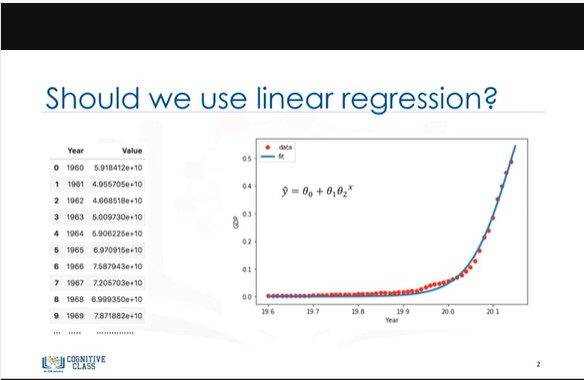 Should we use linear regression?
Year Value
0 1960 5.918412e+10
1 1961 4.955705e+10
2 1962 4.668518e+10
3 1963 5.009730e+10
4 1964 5.906225e+10
5 1965 6.970915e+10
6 1966 7.587943e+10
7 1967 7.205703e+10
8 1968 6.999350e+10
9 1969 7.871882e+10
... ..... ...............
data
fit
ŷ = θ₀ + θ₁θ₂ˣ
GDP
0.5
0.4
0.3
0.2
0.1
0.0
19.6 19.7 19.8 19.9 20.0 20.1
Year
COGNITIVE
CLASS
2